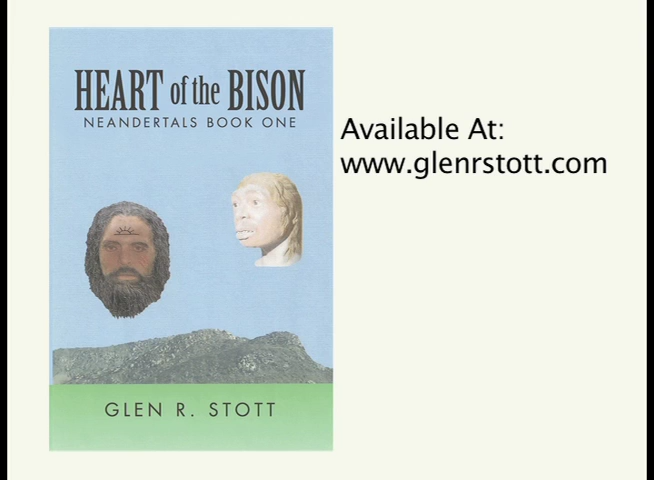 HEART of the BISON
NEANDERTALS BOOK ONE
GLEN R. STOTT
Available At:
www.glenrstott.com